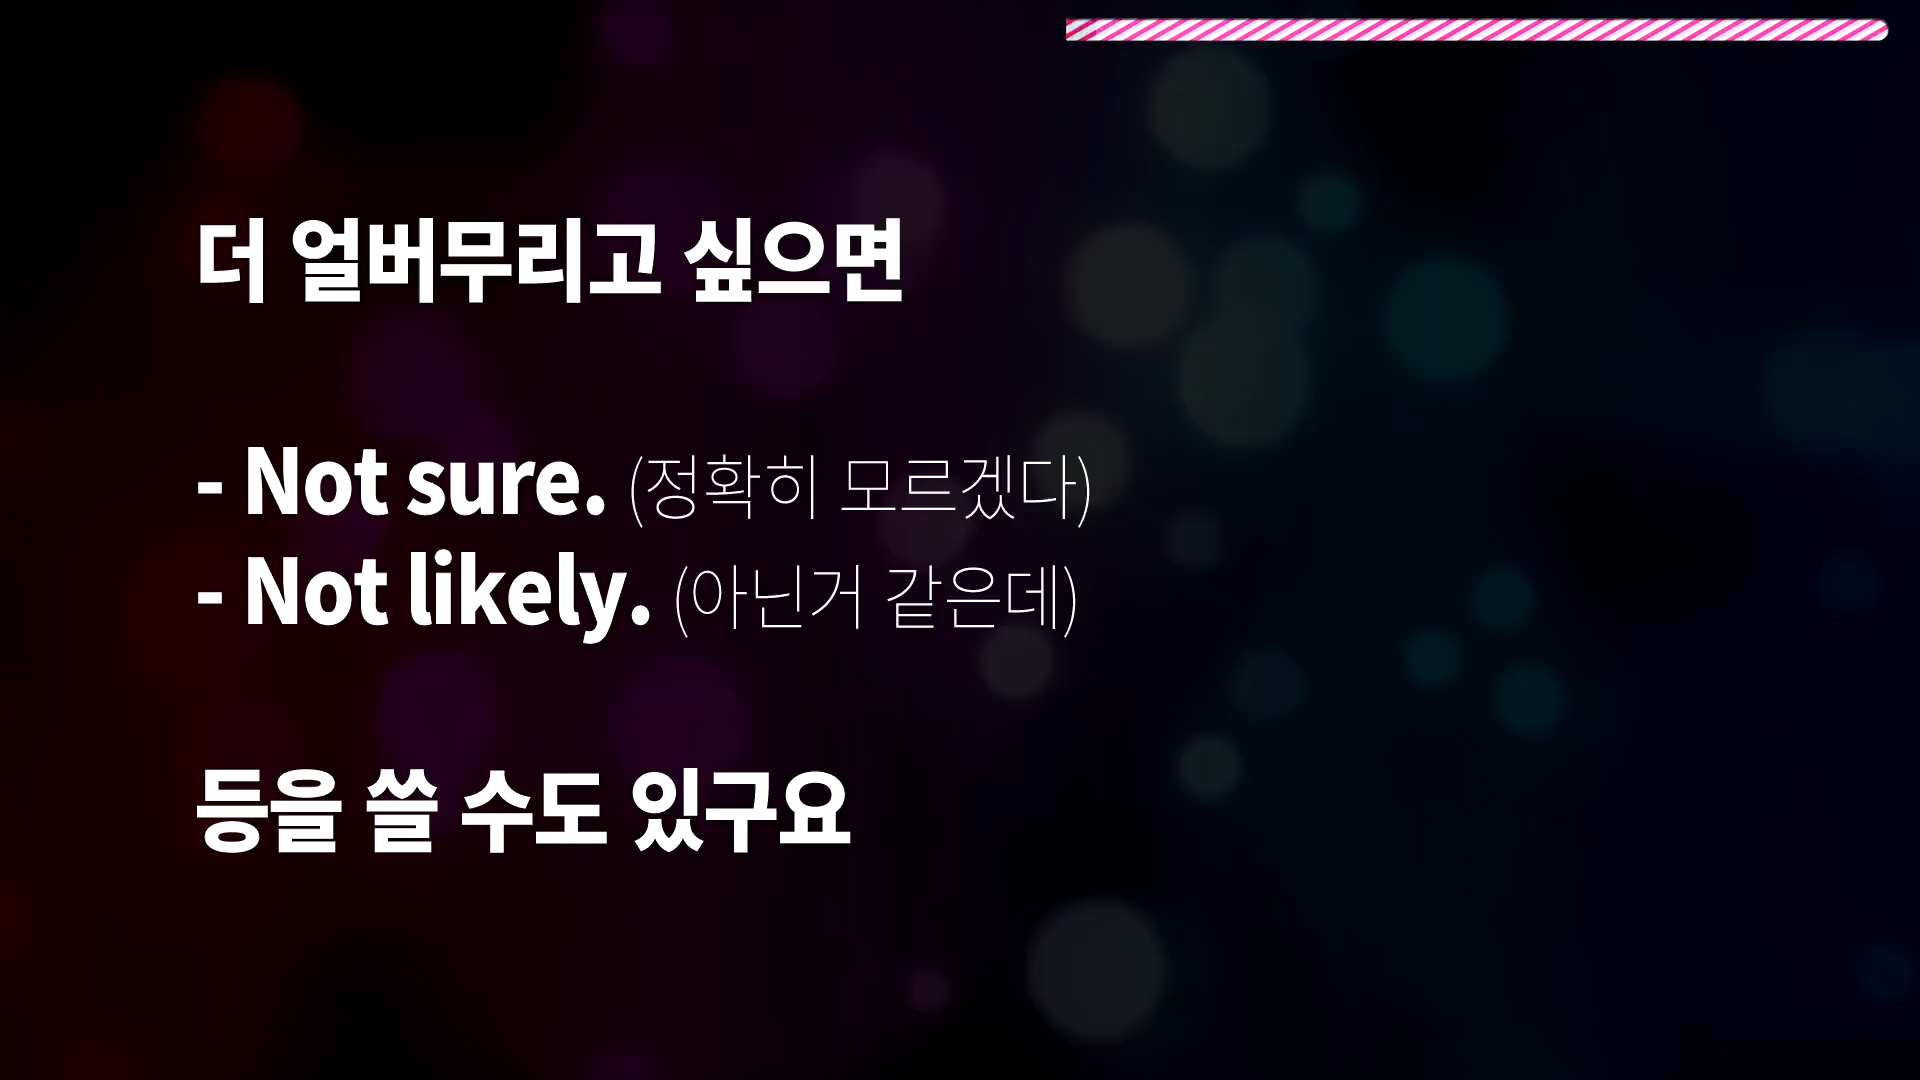 더 얼버무리고 싶으면
- Not sure. (정확히 모르겠다)
- Not likely. (아닌거 같은데)
등을 쓸 수도 있구요